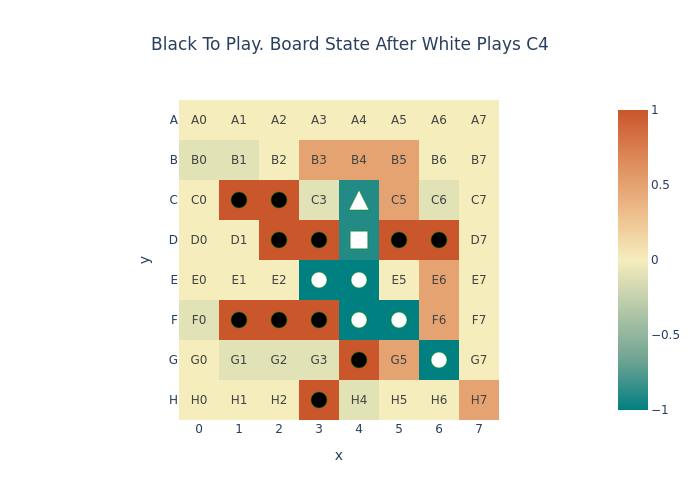 Black To Play. Board State After White Plays C4
A A0 A1 A2 A3 A4 A5 A6 A7 1
B B0 B1 B2 B3 B4 B5 B6 B7
C C0 C3 C5 C6 C7 0.5
D D0 D1 D7
y
E E0 E1 E2 E5 E6 E7 0
F F0 F6 F7 −0.5
G G0 G1 G2 G3 G5 G7
H H0 H1 H2 H4 H5 H6 H7 −1
0 1 2 3 4 5 6 7
x